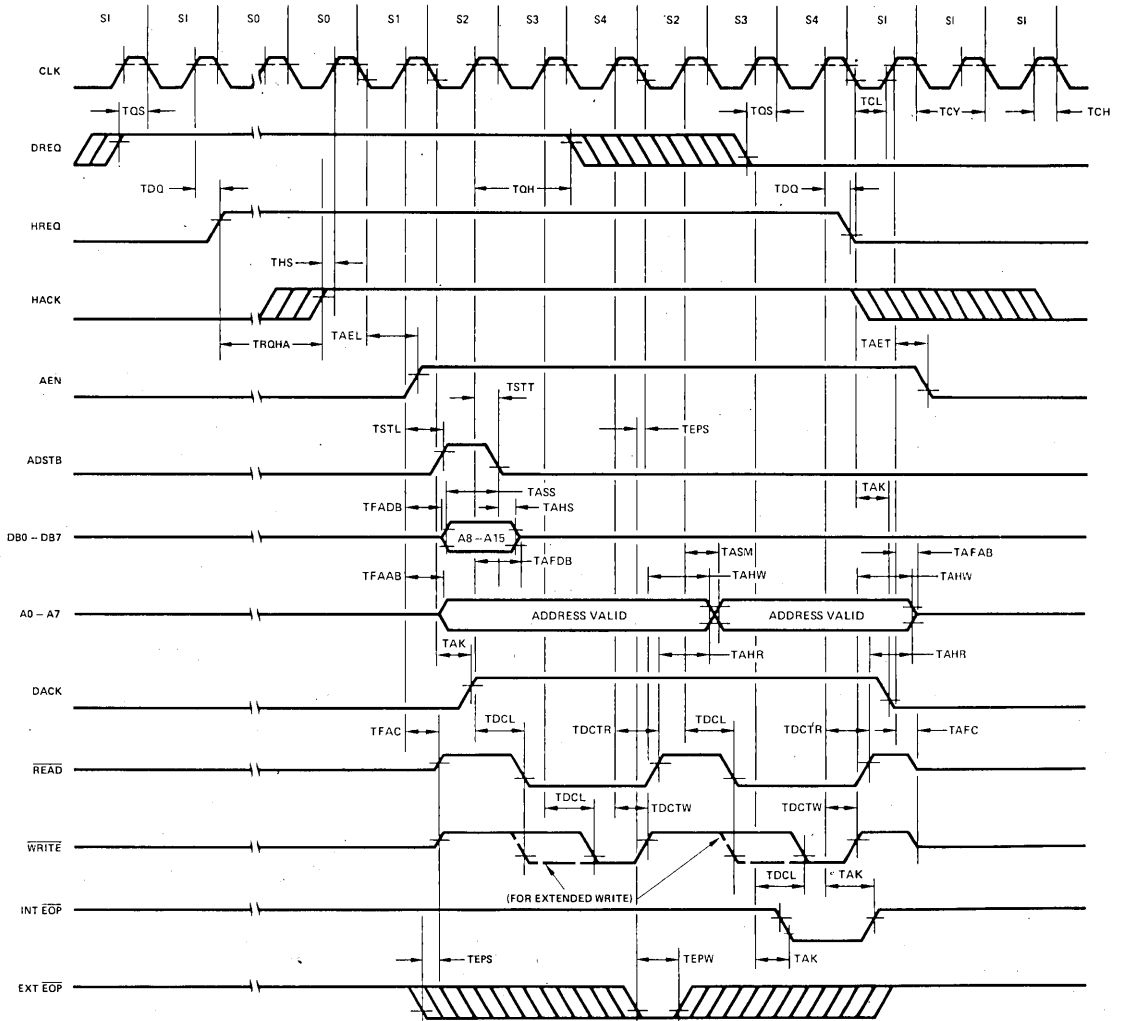 SI SI S0 S0 S1 S2 S3 S4 S2 S3 S4 SI SI SI
CLK
TQS TQS TCL TCY TCH
DREQ
TDQ TQH TDQ
HREQ
THS
HACK
TRQHA TAEL TAET
AEN
TSTT
TSTL TEPS
ADSTB
TASS TAK
TFADB TAHS
DB0 – DB7 A8 – A15
TASM TAFAB
TAFDB
TFAAB TAHW TAHW
A0 – A7 ADDRESS VALID ADDRESS VALID
TAK TAHR TAHR
DACK
TFAC TDCL TDCTR TDCL TDCTR TAFC
READ
TDCL TDCTW TDCTW
WRITE
TDCL TAK
(FOR EXTENDED WRITE)
INT EOP
TEPS TEPW TAK
EXT EOP